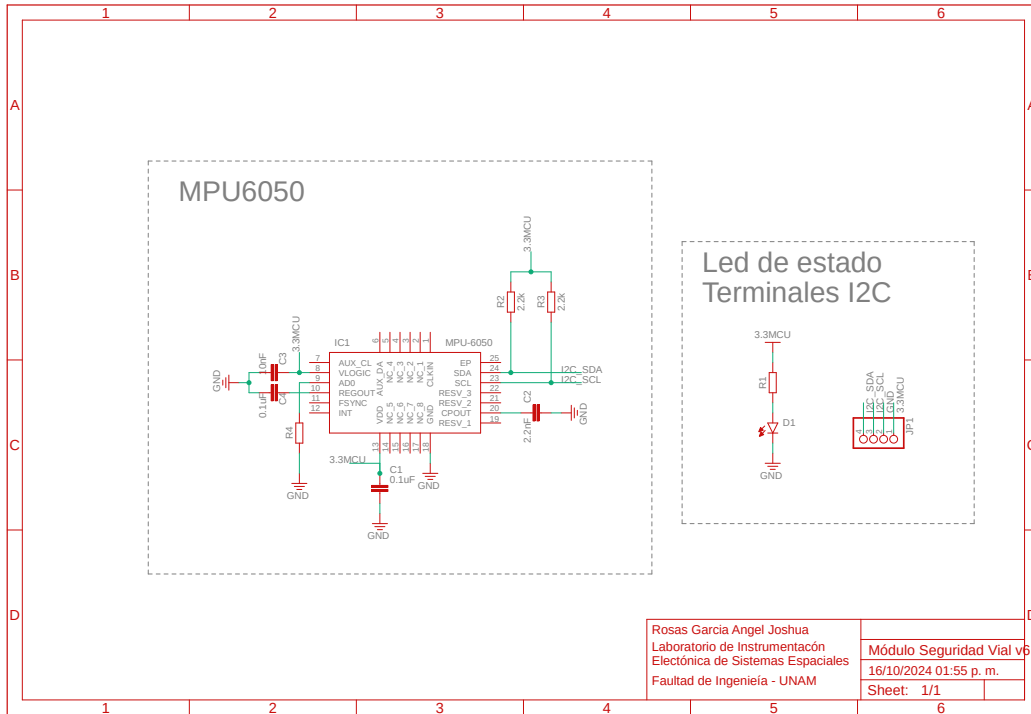 1 2 3 4 5 6
A
A
B
C
D
D
MPU6050
3.3MCU
R2
2.2k
R3
2.2k
3.3MCU
IC1
MPU-6050
6 5 4 3 2 1
AUX_DA
NC_4
NC_3
NC_2
NC_1
CLKIN
7 AUX_CL
8 VLOGIC
9 AD0
10 REGOUT
11 FSYNC
12 INT
EP 25
SDA 24
SCL 23
RESV_3 22
RESV_2 21
CPOUT 20
RESV_1 19
VDD
NC_5
NC_6
NC_7
NC_8
GND
13 14 15 16 17 18
I2C_SDA
I2C_SCL
C3
GND
0.1uF
C4
R4
GND
3.3MCU
C1
0.1uF
GND
GND
C2
2.2nF
GND
Led de estado
Terminales I2C
3.3MCU
R1
D1
GND
I2C_SDA
I2C_SCL
GND
3.3MCU
4 3 2 1
JP1
Rosas Garcia Angel Joshua
Laboratorio de Instrumentacón
Electónica de Sistemas Espaciales
Faultad de Ingenieía - UNAM
Módulo Seguridad Vial v6
16/10/2024 01:55 p. m.
Sheet: 1/1
1 2 3 4 5 6